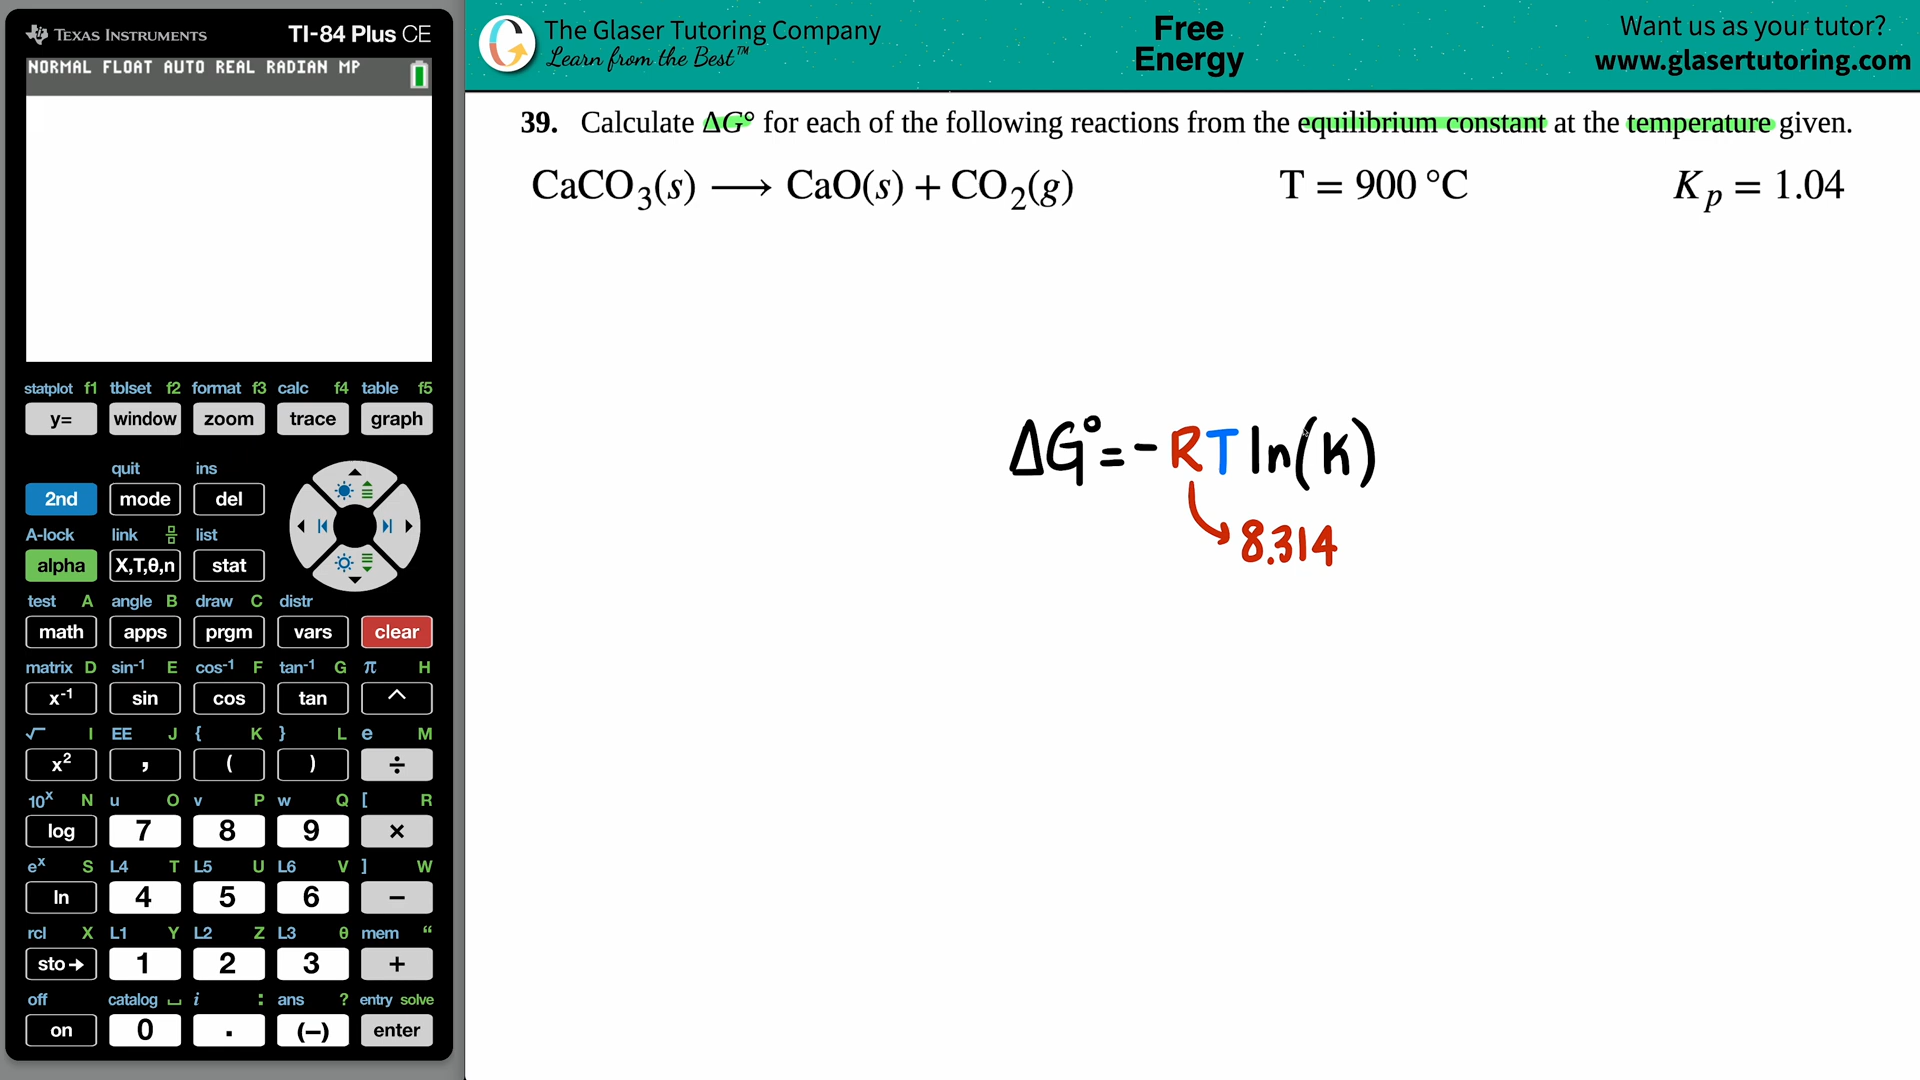 TEXAS INSTRUMENTS TI-84 Plus CE
NORMAL FLOAT AUTO REAL RADIAN MP
statplot f1 tblset f2 format f3 calc f4 table f5
y= window zoom trace graph
quit ins
2nd mode del
A-lock link list
alpha X,T,θ,n stat
test A angle B draw C distr
math apps prgm vars clear
matrix D sin⁻¹ E cos⁻¹ F tan⁻¹ G π H
x⁻¹ sin cos tan ^
√ I EE J { K } L e M
x² , ( ) ÷
10ˣ N u O v P w Q [ R
log 7 8 9 ×
eˣ S L4 T L5 U L6 V ] W
ln 4 5 6 −
rcl X L1 Y L2 Z L3 θ mem “
sto→ 1 2 3 +
off catalog ⎵ i : ans ? entry solve
on 0 . (−) enter
The Glaser Tutoring Company
Learn from the Best™
Free
Energy
Want us as your tutor?
www.glasertutoring.com
39. Calculate ΔG° for each of the following reactions from the equilibrium constant at the temperature given.
CaCO₃(s) ⟶ CaO(s) + CO₂(g) T = 900 °C Kₚ = 1.04
ΔG° = - RT ln(K)
8.314